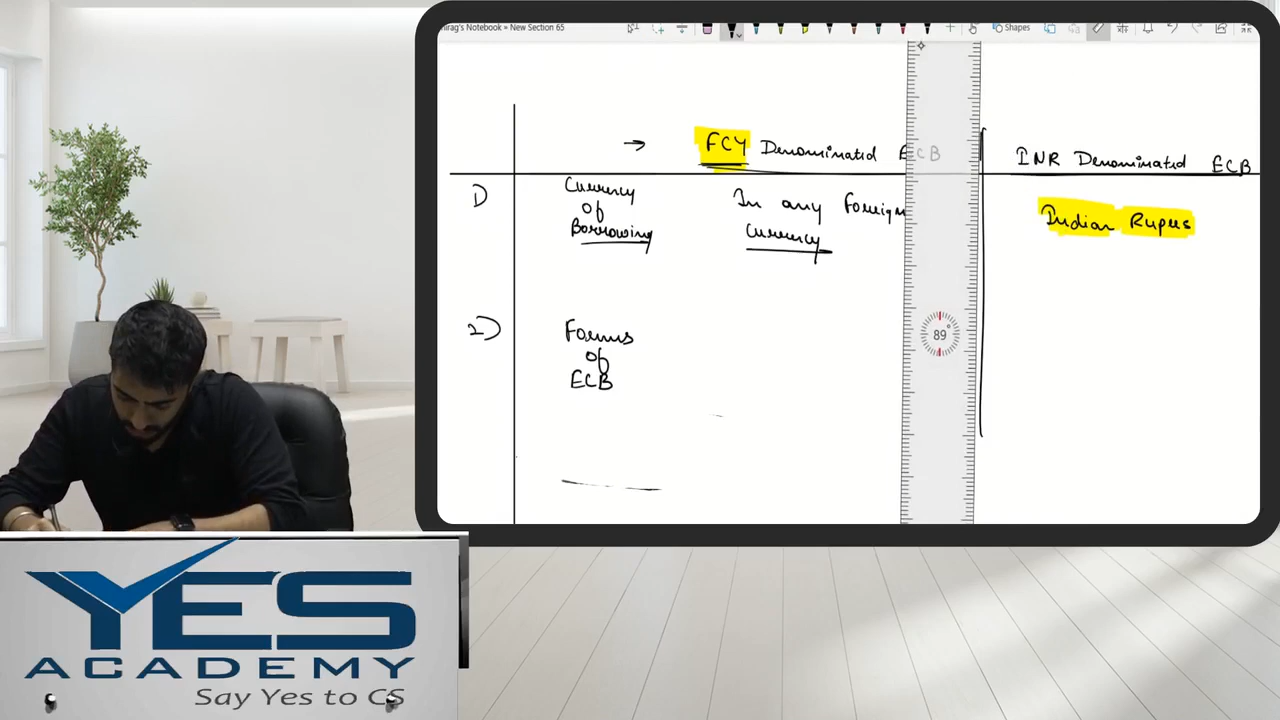 irag's Notebook » New Section 65
Shapes
→ FCY Denominated ECB
INR Denominated ECB
1) Currency
of
Borrowing
In any Foreign
Currency
Indian Rupees
2) Forms
of
ECB
89°
YES
ACADEMY
Say Yes to CS